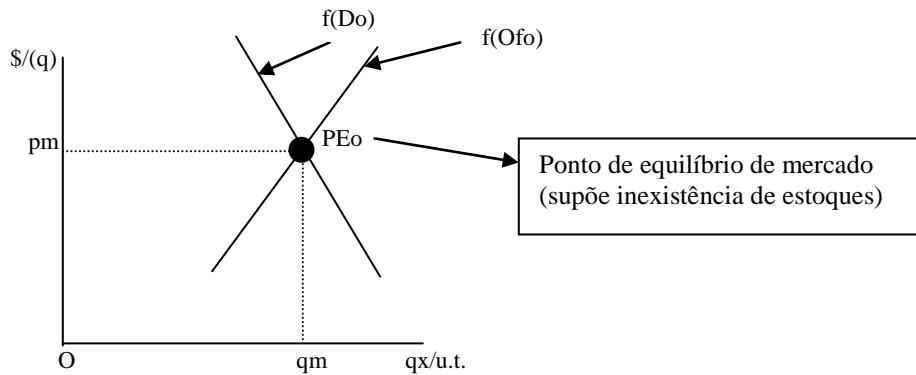 f(Do)
f(Ofo)
$/(q)
PEo
pm
Ponto de equilíbrio de mercado
(supõe inexistência de estoques)
O
qm
qx/u.t.